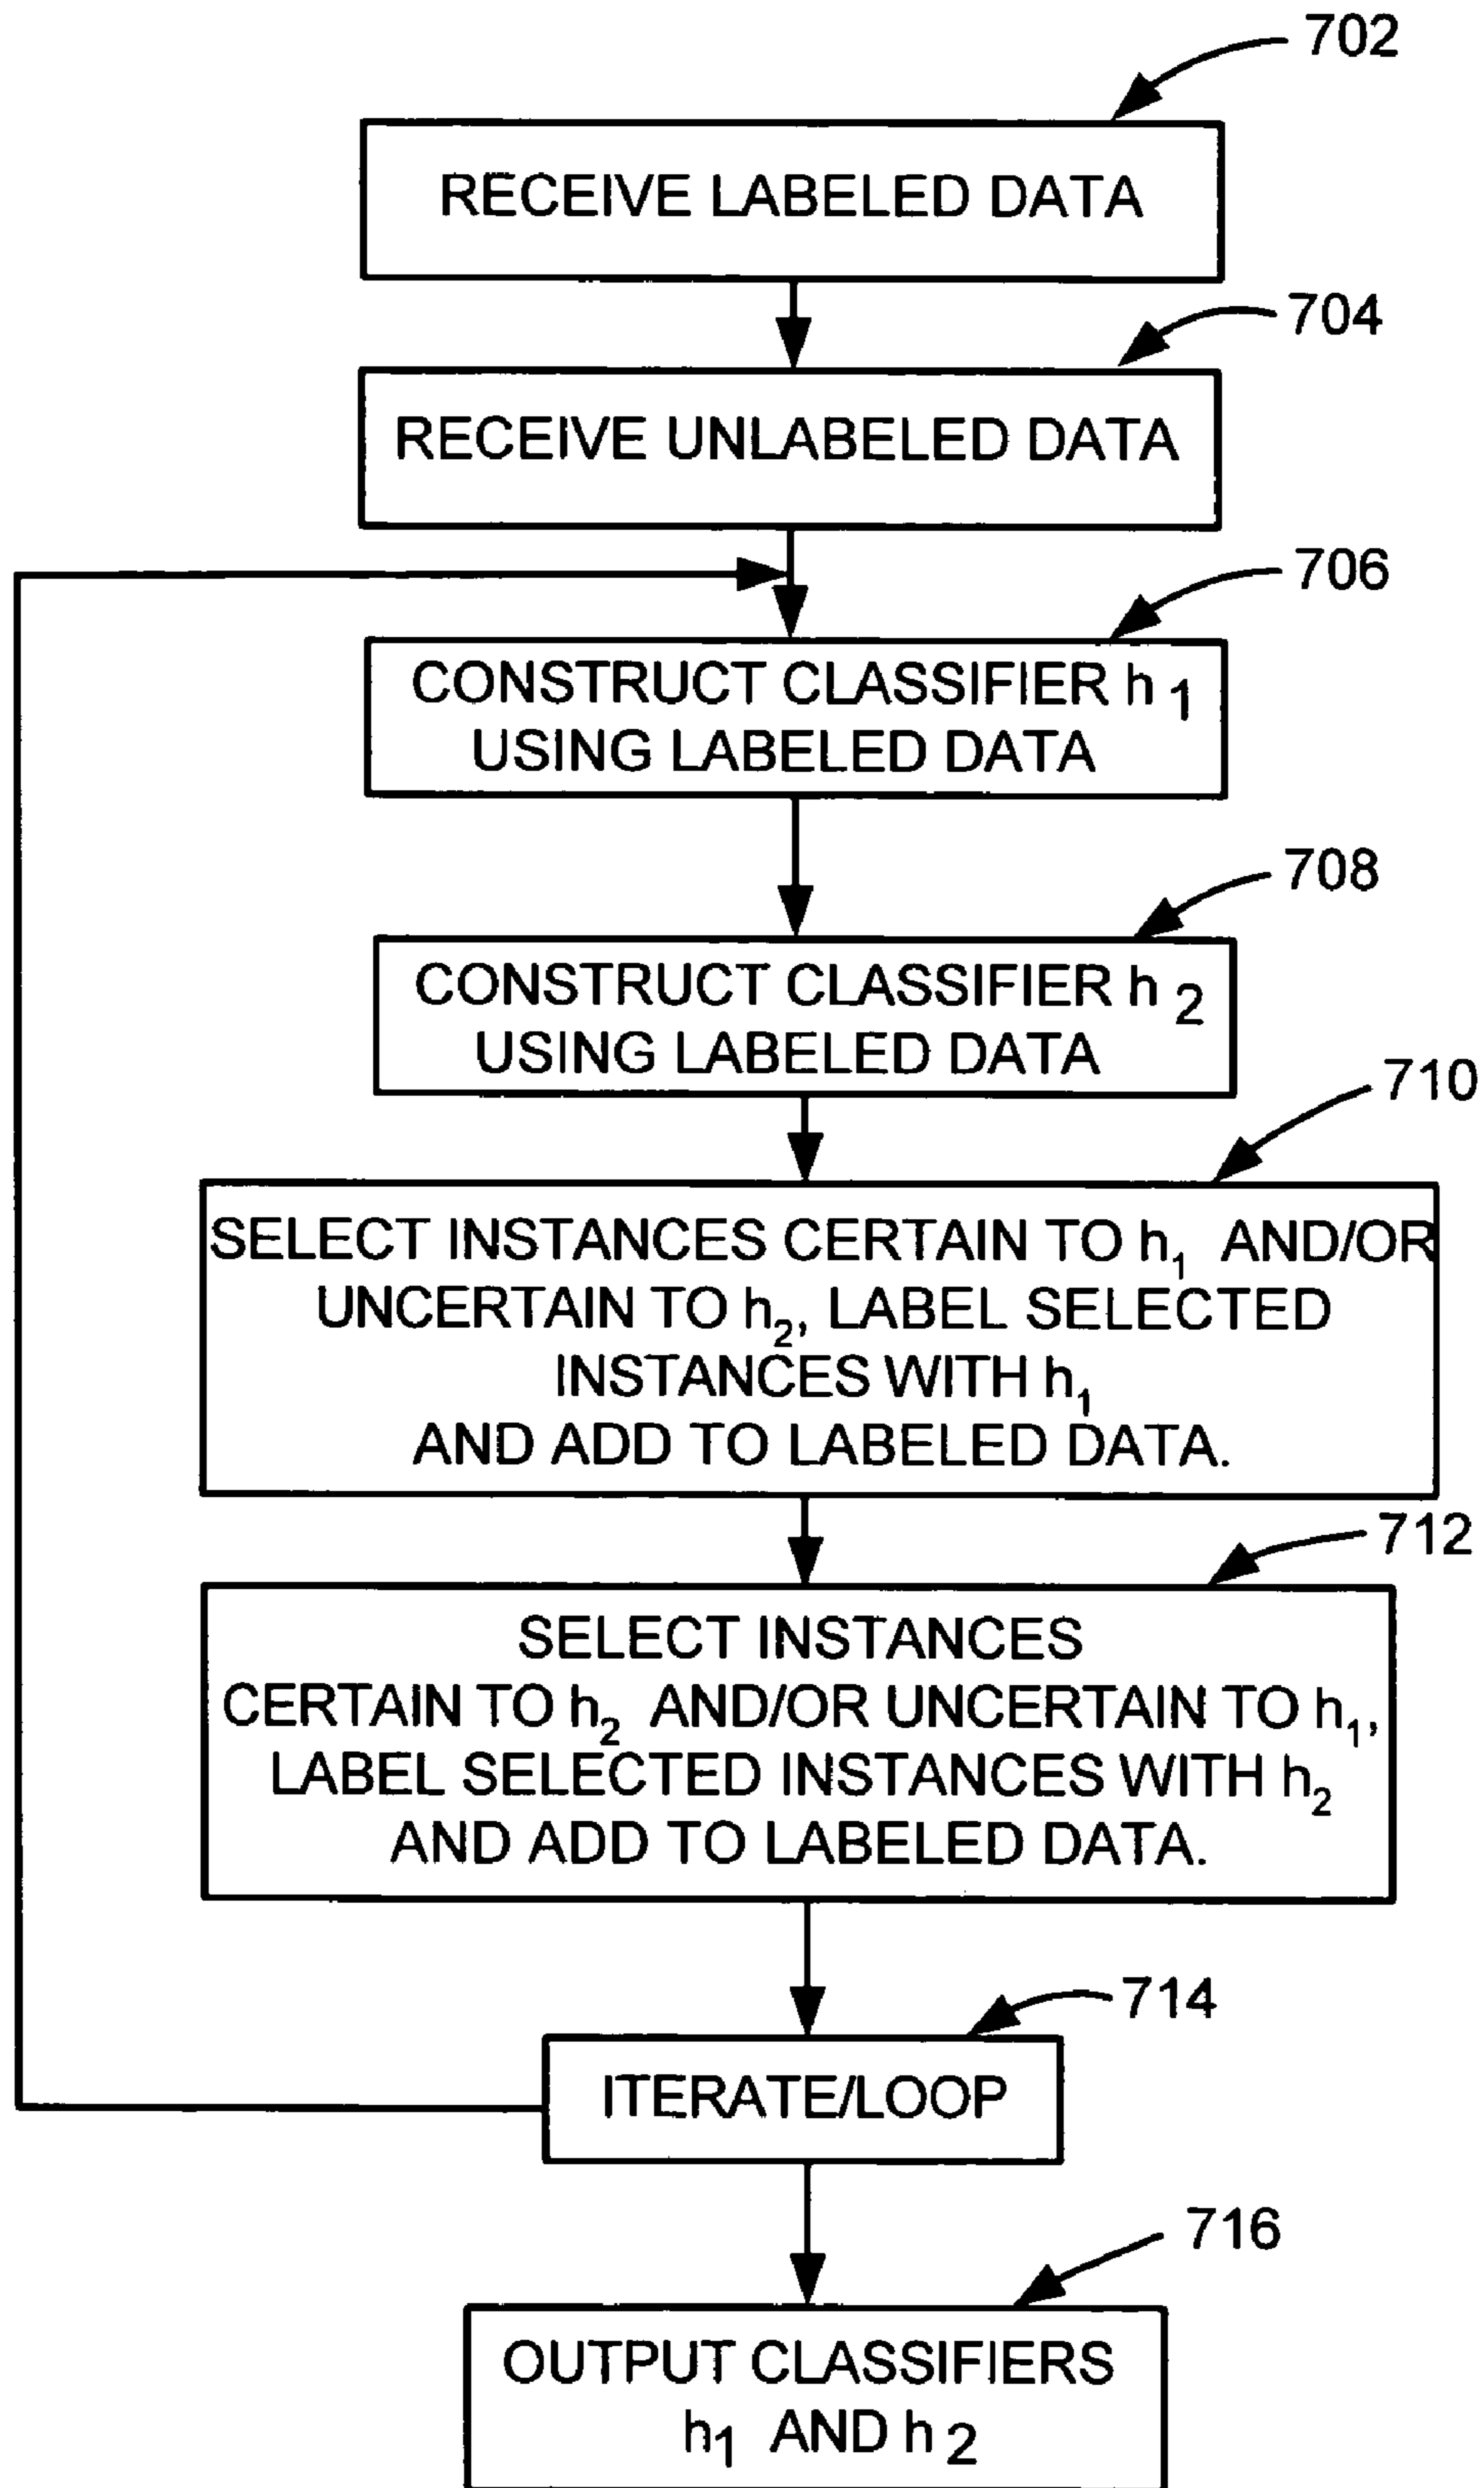 702
RECEIVE LABELED DATA
704
RECEIVE UNLABELED DATA
706
CONSTRUCT CLASSIFIER h 1
USING LABELED DATA
708
CONSTRUCT CLASSIFIER h 2
USING LABELED DATA
710
SELECT INSTANCES CERTAIN TO h1 AND/OR
UNCERTAIN TO h2, LABEL SELECTED
INSTANCES WITH h1
AND ADD TO LABELED DATA.
712
SELECT INSTANCES
CERTAIN TO h2 AND/OR UNCERTAIN TO h1,
LABEL SELECTED INSTANCES WITH h2
AND ADD TO LABELED DATA.
714
ITERATE/LOOP
716
OUTPUT CLASSIFIERS
h1 AND h 2